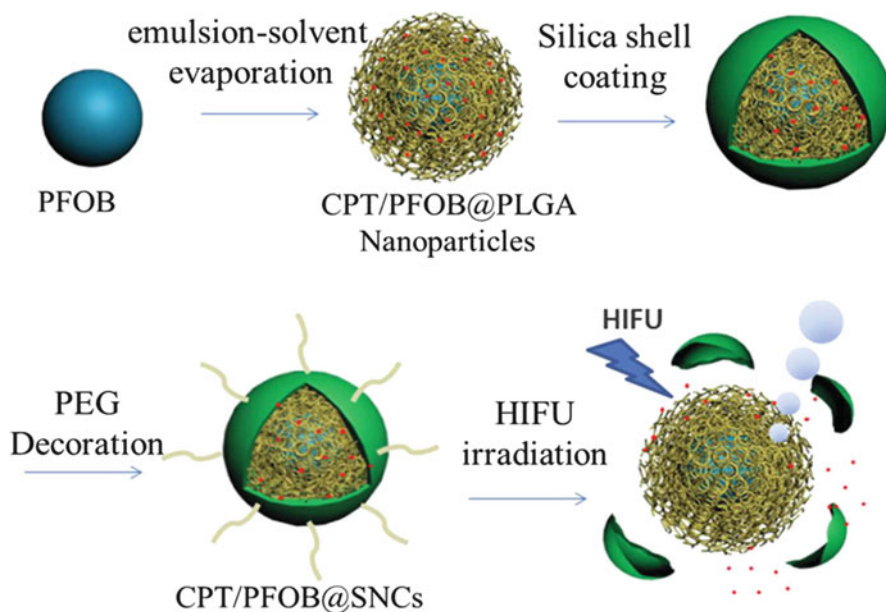 emulsion-solvent
evaporation
Silica shell
coating
PFOB
CPT/PFOB@PLGA
Nanoparticles
PEG
Decoration
CPT/PFOB@SNCs
HIFU
irradiation
HIFU